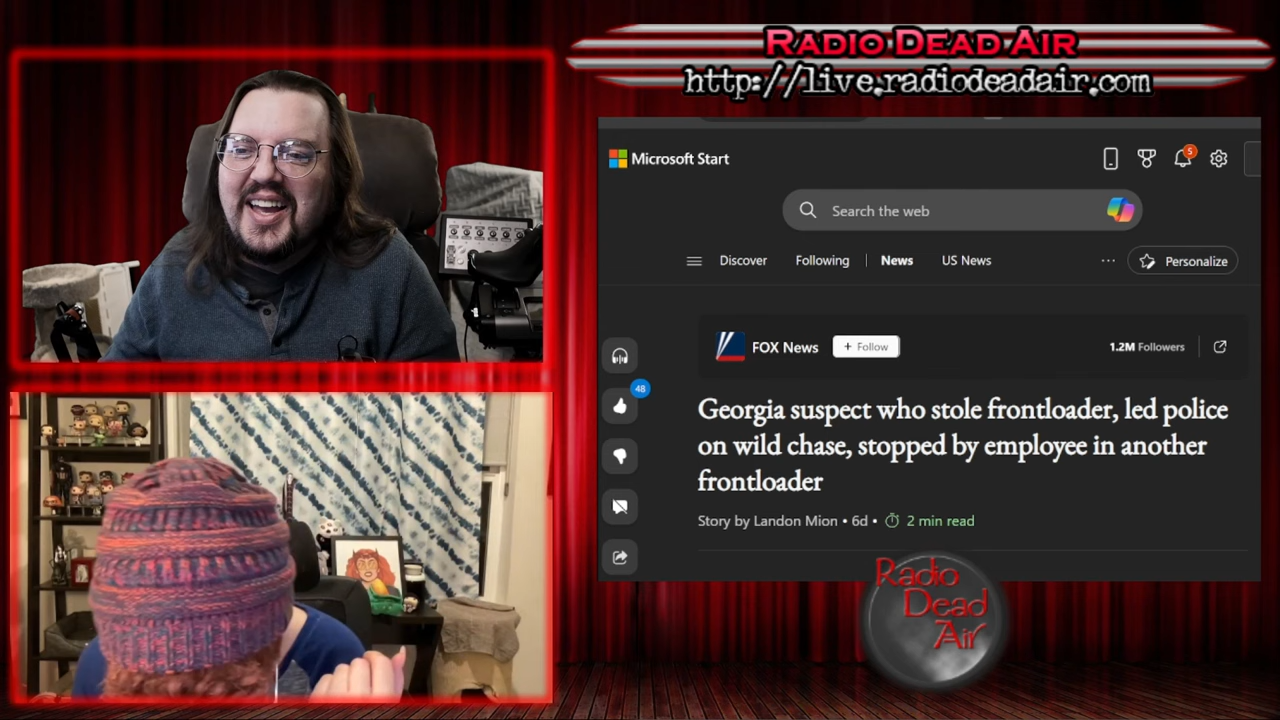 Radio Dead Air
http://live.radiodeadair.com
Microsoft Start
5
Search the web
Discover
Following
News
US News
Personalize
FOX News
+ Follow
1.2M Followers
48
Georgia suspect who stole frontloader, led police
on wild chase, stopped by employee in another
frontloader
Story by Landon Mion • 6d • 2 min read
Radio
Dead
Air